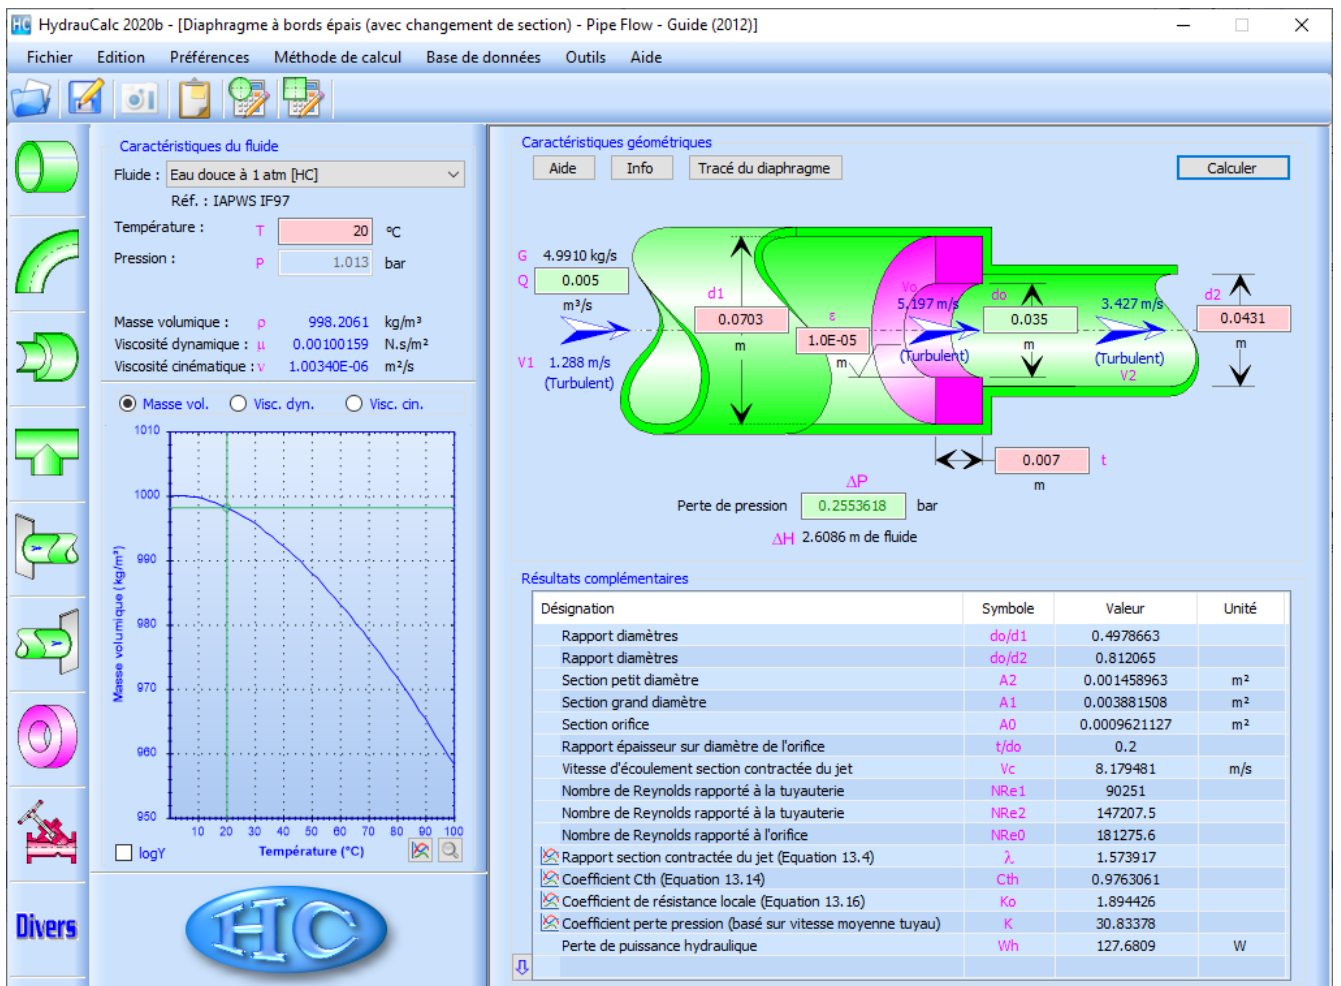 HC HydrauCalc 2020b - [Diaphragme à bords épais (avec changement de section) - Pipe Flow - Guide (2012)]
Fichier Edition Préférences Méthode de calcul Base de données Outils Aide
Caractéristiques du fluide
Fluide : Eau douce à 1 atm [HC]
Réf. : IAPWS IF97
Température : T 20 ºC
Pression : P 1.013 bar
Masse volumique : ρ 998.2061 kg/m³
Viscosité dynamique : μ 0.00100159 N.s/m²
Viscosité cinématique : ν 1.00340E-06 m²/s
Masse vol. Visc. dyn. Visc. cin.
1010
1000
990
980
970
960
950
Masse volumique (kg/m³)
10 20 30 40 50 60 70 80 90 100
logY Température (°C)
Divers
HC
Caractéristiques géométriques
Aide Info Tracé du diaphragme Calculer
G 4.9910 kg/s
Q 0.005
m³/s
V1 1.288 m/s
(Turbulent)
d1
0.0703
m
ε
1.0E-05
m
Vo
5.197 m/s
(Turbulent)
do
0.035
m
3.427 m/s
(Turbulent)
V2
d2
0.0431
m
0.007 t
m
ΔP
Perte de pression 0.2553618 bar
ΔH 2.6086 m de fluide
Résultats complémentaires
Désignation Symbole Valeur Unité
Rapport diamètres do/d1 0.4978663
Rapport diamètres do/d2 0.812065
Section petit diamètre A2 0.001458963 m²
Section grand diamètre A1 0.003881508 m²
Section orifice A0 0.0009621127 m²
Rapport épaisseur sur diamètre de l'orifice t/do 0.2
Vitesse d'écoulement section contractée du jet Vc 8.179481 m/s
Nombre de Reynolds rapporté à la tuyauterie NRe1 90251
Nombre de Reynolds rapporté à la tuyauterie NRe2 147207.5
Nombre de Reynolds rapporté à l'orifice NRe0 181275.6
Rapport section contractée du jet (Equation 13.4) λ 1.573917
Coefficient Cth (Equation 13.14) Cth 0.9763061
Coefficient de résistance locale (Equation 13.16) Ko 1.894426
Coefficient perte pression (basé sur vitesse moyenne tuyau) K 30.83378
Perte de puissance hydraulique Wh 127.6809 W